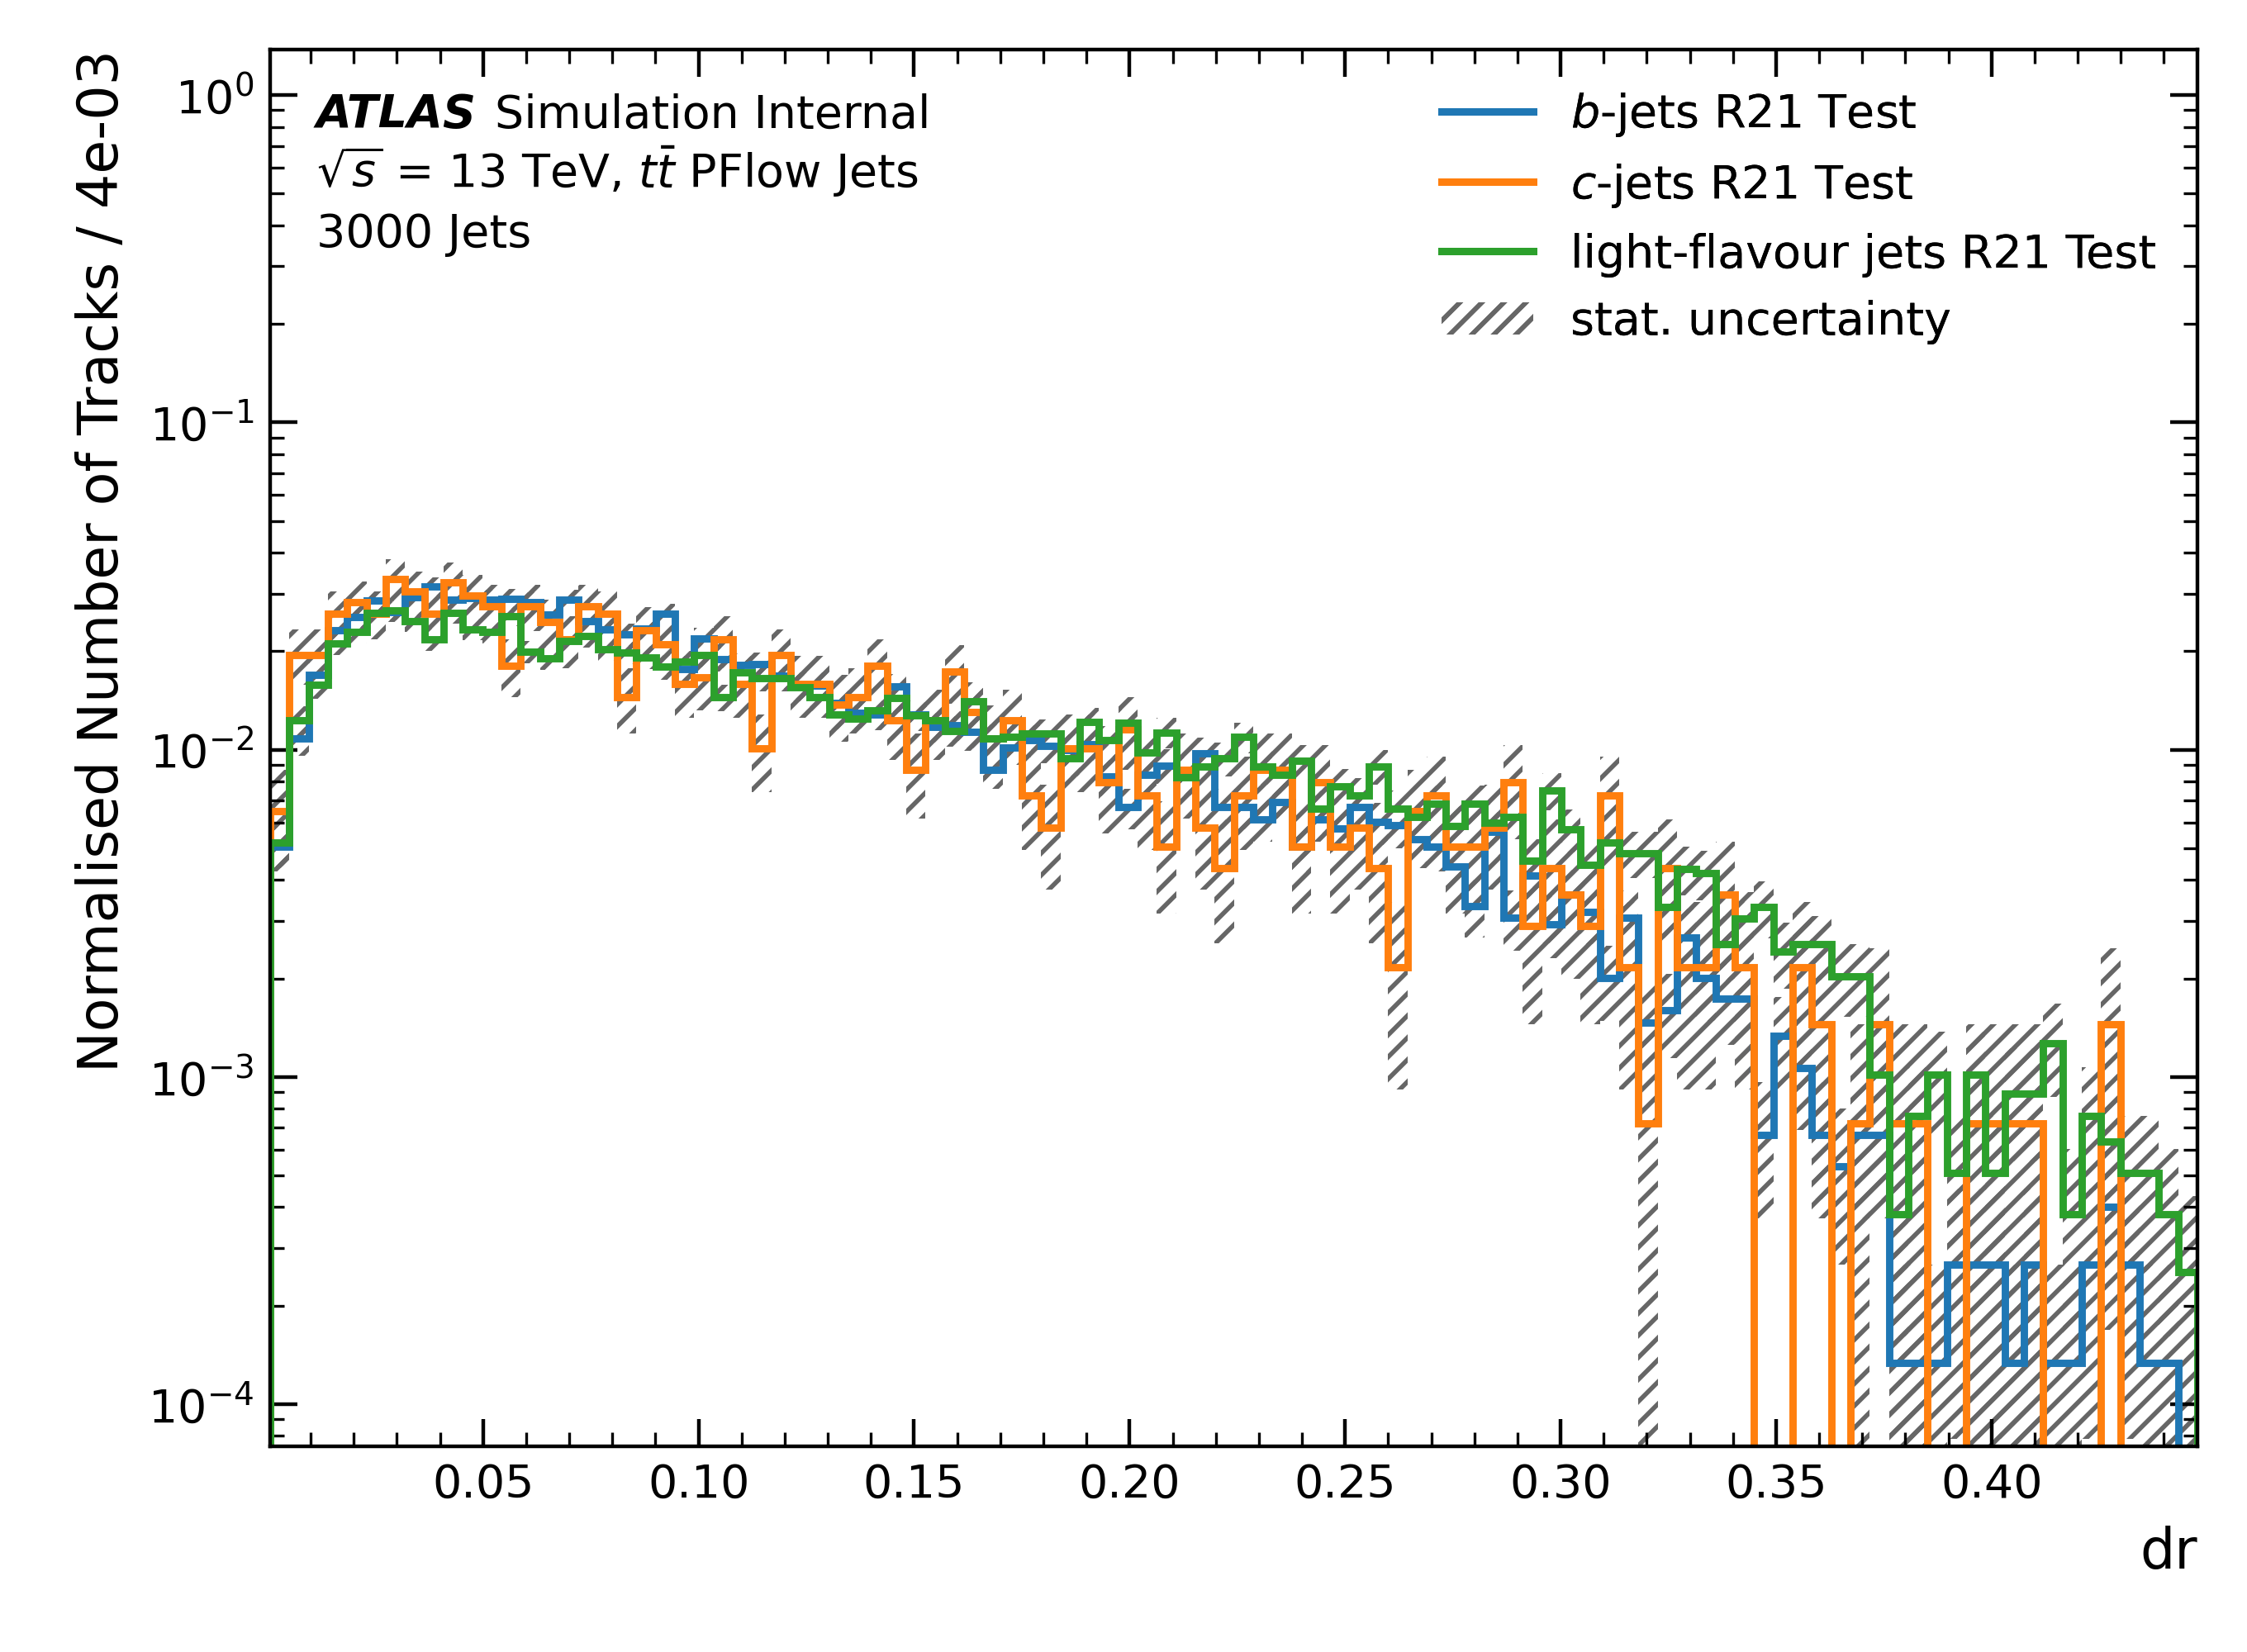 Normalised Number of Tracks / 4e-03
10⁰
10⁻¹
10⁻²
10⁻³
10⁻⁴
ATLAS Simulation Internal
√s = 13 TeV, tt̄ PFlow Jets
3000 Jets
b-jets R21 Test
c-jets R21 Test
light-flavour jets R21 Test
stat. uncertainty
0.05 0.10 0.15 0.20 0.25 0.30 0.35 0.40
dr